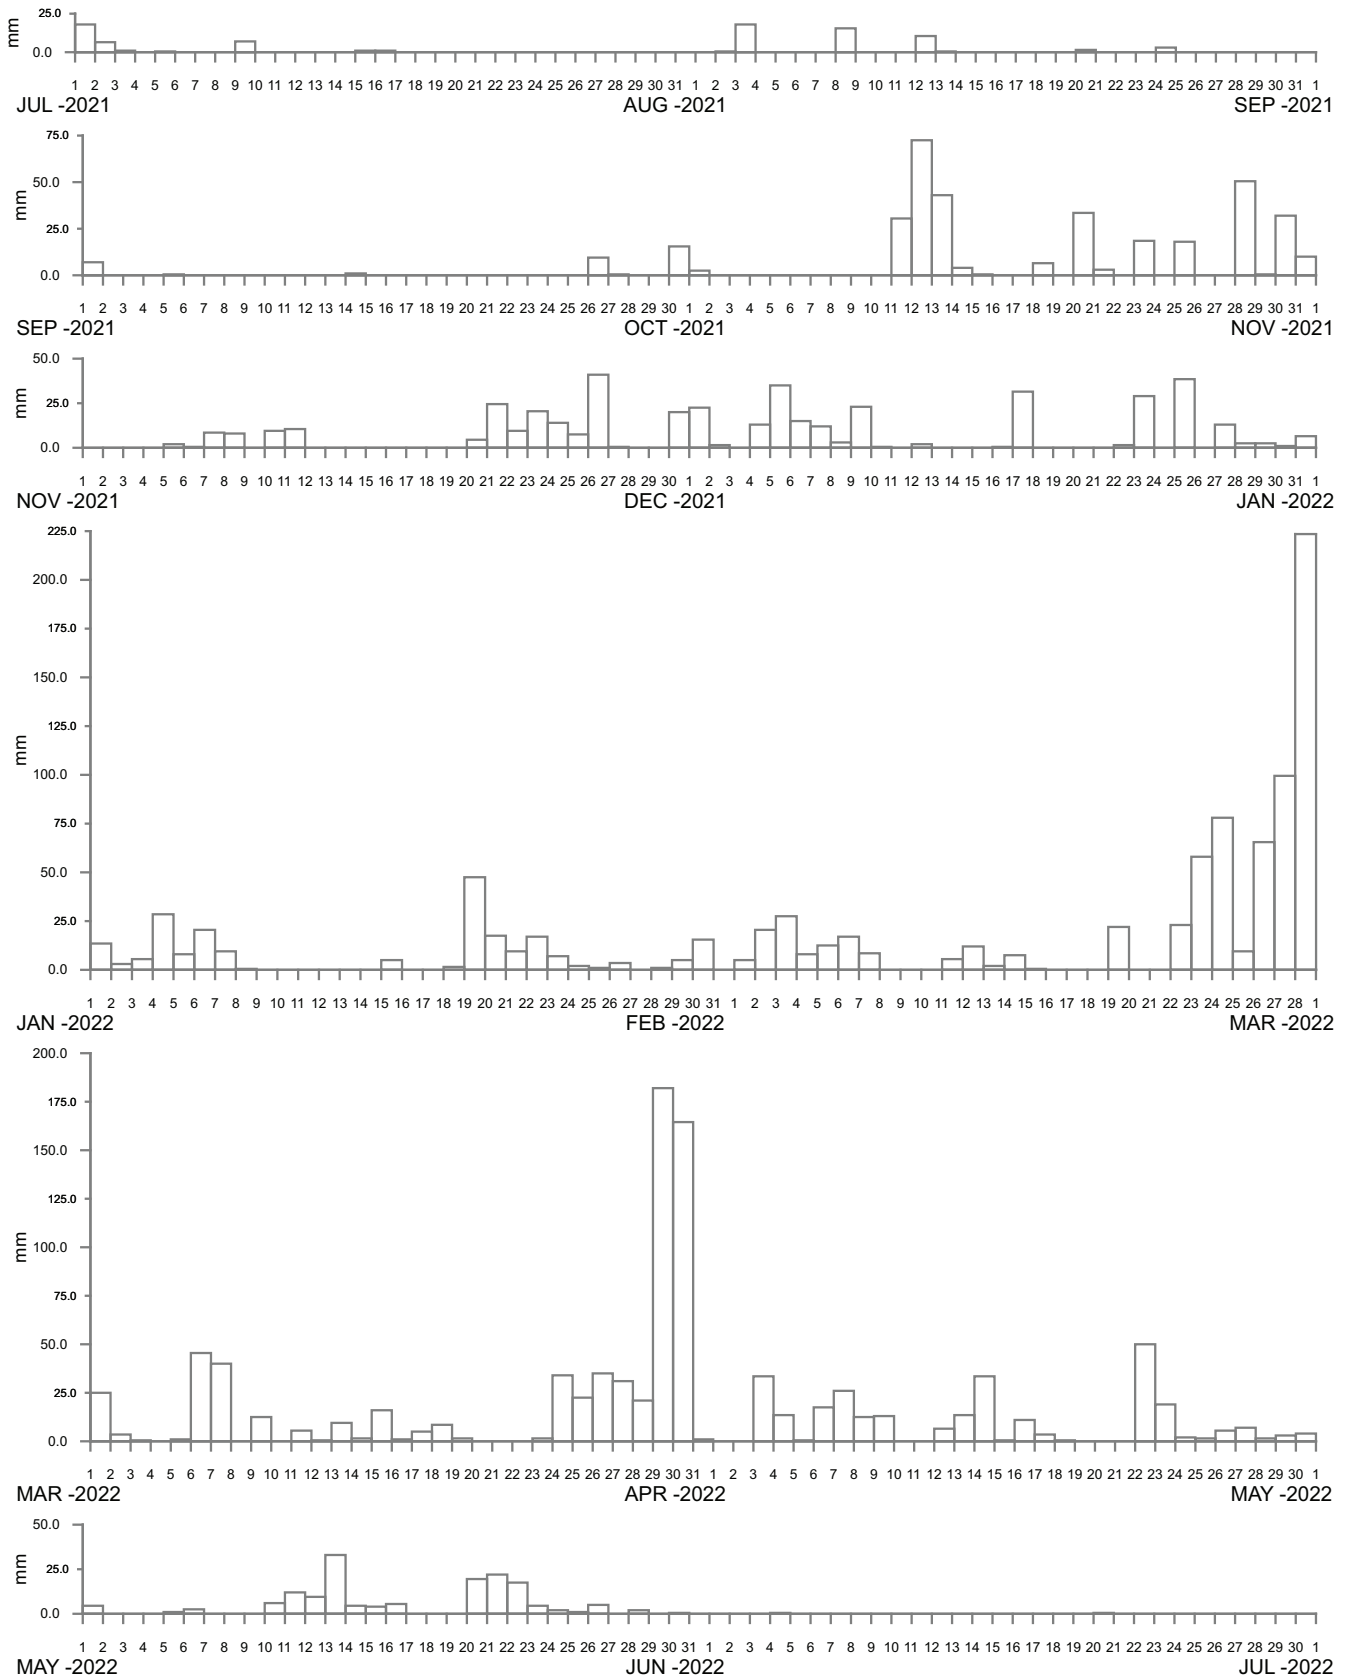 25.0
mm
0.0
1 2 3 4 5 6 7 8 9 10 11 12 13 14 15 16 17 18 19 20 21 22 23 24 25 26 27 28 29 30 31 1 2 3 4 5 6 7 8 9 10 11 12 13 14 15 16 17 18 19 20 21 22 23 24 25 26 27 28 29 30 31 1
JUL -2021 AUG -2021 SEP -2021
75.0
50.0
mm
25.0
0.0
1 2 3 4 5 6 7 8 9 10 11 12 13 14 15 16 17 18 19 20 21 22 23 24 25 26 27 28 29 30 1 2 3 4 5 6 7 8 9 10 11 12 13 14 15 16 17 18 19 20 21 22 23 24 25 26 27 28 29 30 31 1
SEP -2021 OCT -2021 NOV -2021
50.0
mm
25.0
0.0
1 2 3 4 5 6 7 8 9 10 11 12 13 14 15 16 17 18 19 20 21 22 23 24 25 26 27 28 29 30 1 2 3 4 5 6 7 8 9 10 11 12 13 14 15 16 17 18 19 20 21 22 23 24 25 26 27 28 29 30 31 1
NOV -2021 DEC -2021 JAN -2022
225.0
200.0
175.0
150.0
125.0
mm
100.0
75.0
50.0
25.0
0.0
1 2 3 4 5 6 7 8 9 10 11 12 13 14 15 16 17 18 19 20 21 22 23 24 25 26 27 28 29 30 31 1 2 3 4 5 6 7 8 9 10 11 12 13 14 15 16 17 18 19 20 21 22 23 24 25 26 27 28 1
JAN -2022 FEB -2022 MAR -2022
200.0
175.0
150.0
125.0
100.0
mm
75.0
50.0
25.0
0.0
1 2 3 4 5 6 7 8 9 10 11 12 13 14 15 16 17 18 19 20 21 22 23 24 25 26 27 28 29 30 31 1 2 3 4 5 6 7 8 9 10 11 12 13 14 15 16 17 18 19 20 21 22 23 24 25 26 27 28 29 30 1
MAR -2022 APR -2022 MAY -2022
50.0
mm
25.0
0.0
1 2 3 4 5 6 7 8 9 10 11 12 13 14 15 16 17 18 19 20 21 22 23 24 25 26 27 28 29 30 31 1 2 3 4 5 6 7 8 9 10 11 12 13 14 15 16 17 18 19 20 21 22 23 24 25 26 27 28 29 30 1
MAY -2022 JUN -2022 JUL -2022